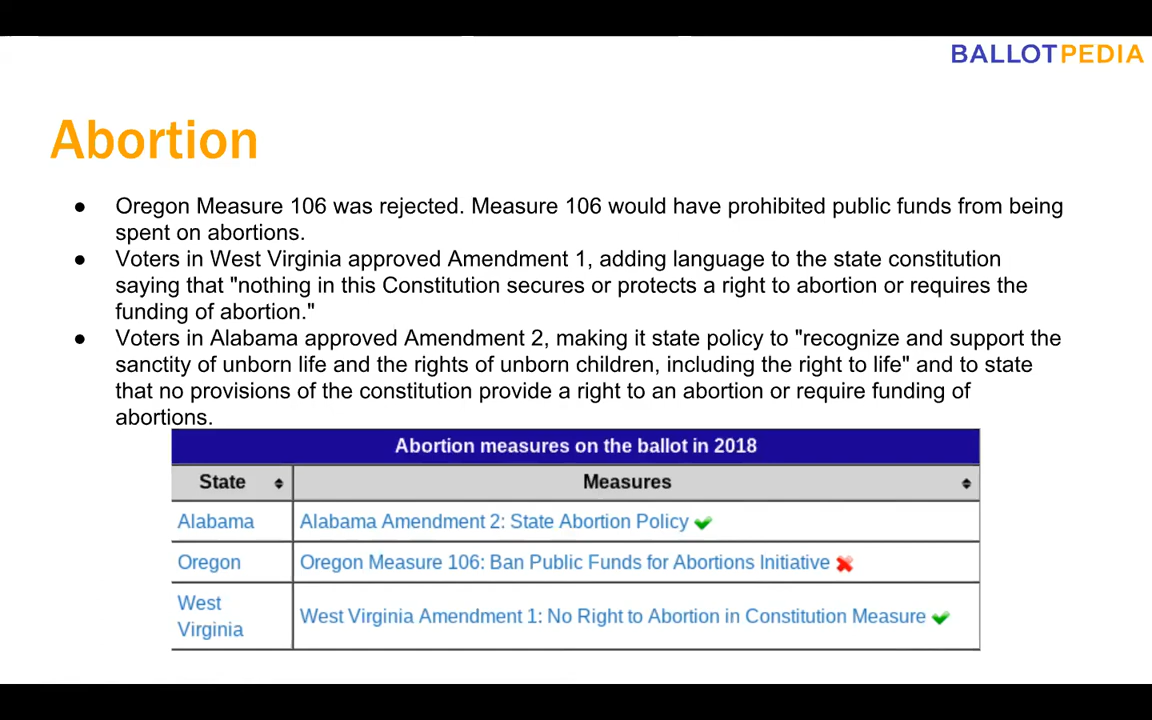 BALLOTPEDIA
Abortion
● Oregon Measure 106 was rejected. Measure 106 would have prohibited public funds from being
spent on abortions.
● Voters in West Virginia approved Amendment 1, adding language to the state constitution
saying that "nothing in this Constitution secures or protects a right to abortion or requires the
funding of abortion."
● Voters in Alabama approved Amendment 2, making it state policy to "recognize and support the
sanctity of unborn life and the rights of unborn children, including the right to life" and to state
that no provisions of the constitution provide a right to an abortion or require funding of
abortions.
Abortion measures on the ballot in 2018
State Measures
Alabama Alabama Amendment 2: State Abortion Policy
Oregon Oregon Measure 106: Ban Public Funds for Abortions Initiative
West
Virginia West Virginia Amendment 1: No Right to Abortion in Constitution Measure